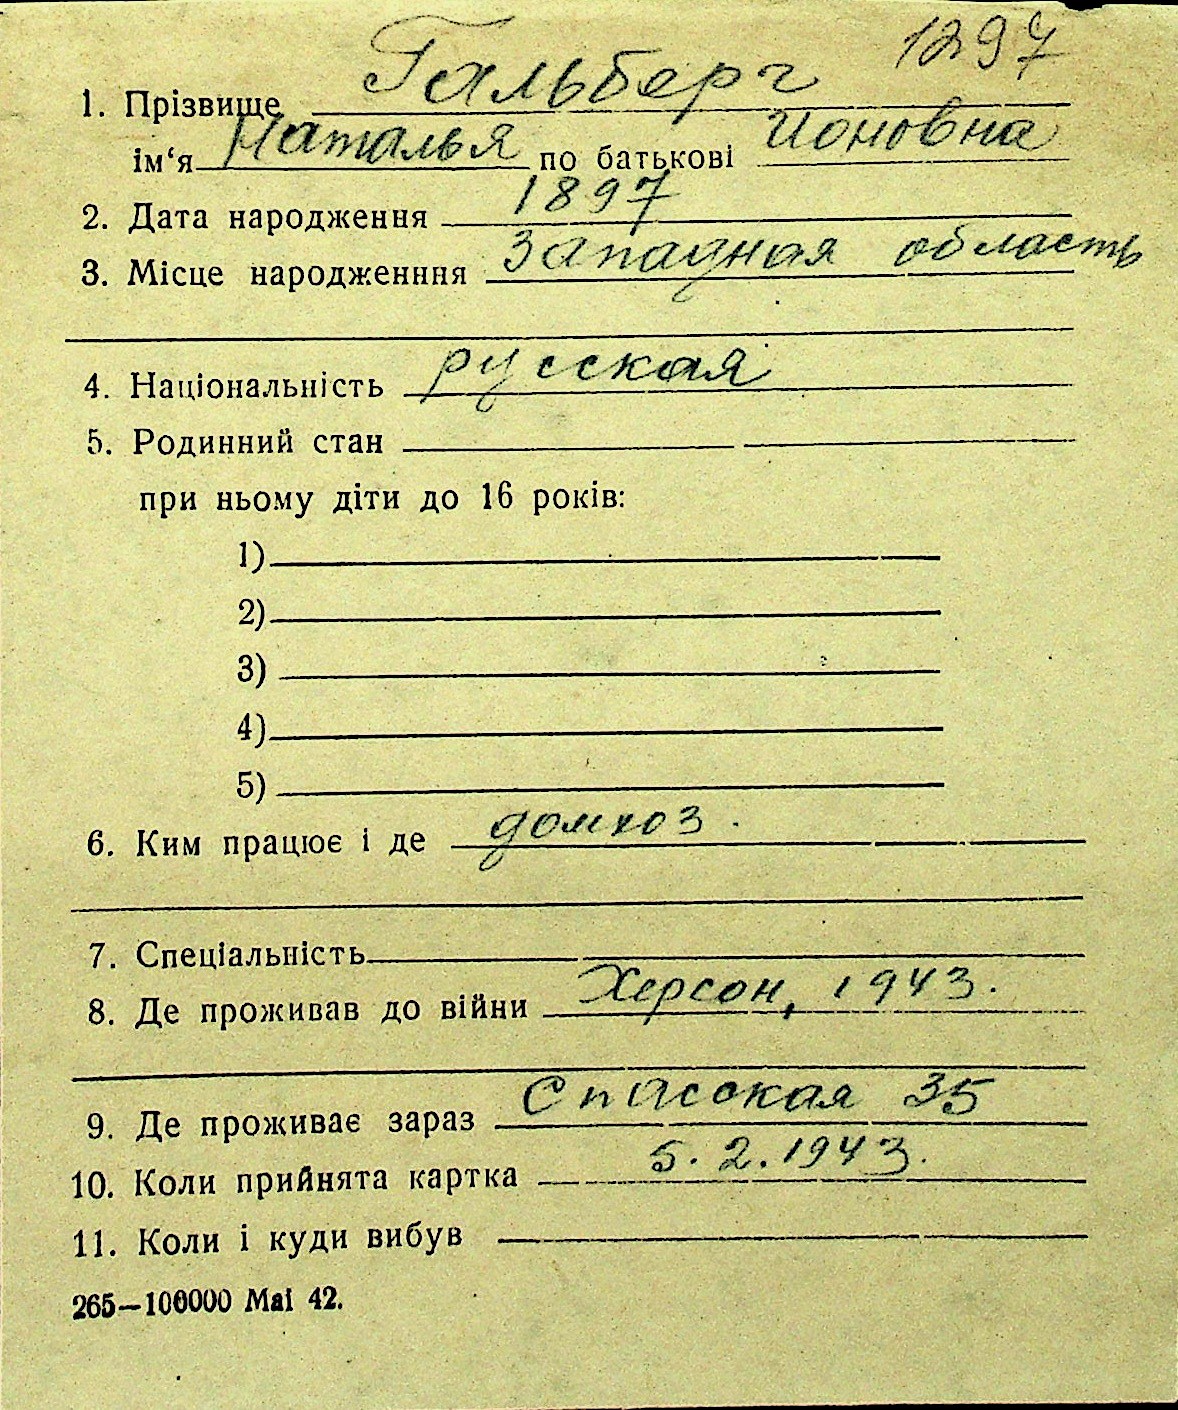 1297
1. Прізвище Гальберг
ім‘я Наталья по батькові Ионовна
2. Дата народження 1897
3. Місце народженння Западная область
4. Національність русская
5. Родинний стан
при ньому діти до 16 років:
1)
2)
3)
4)
5)
6. Ким працює і де домхоз.
7. Спеціальність
8. Де проживав до війни Херсон, 1943.
9. Де проживає зараз Спасская 35
10. Коли прийнята картка 5.2.1943.
11. Коли і куди вибув
265—100000 Mai 42.